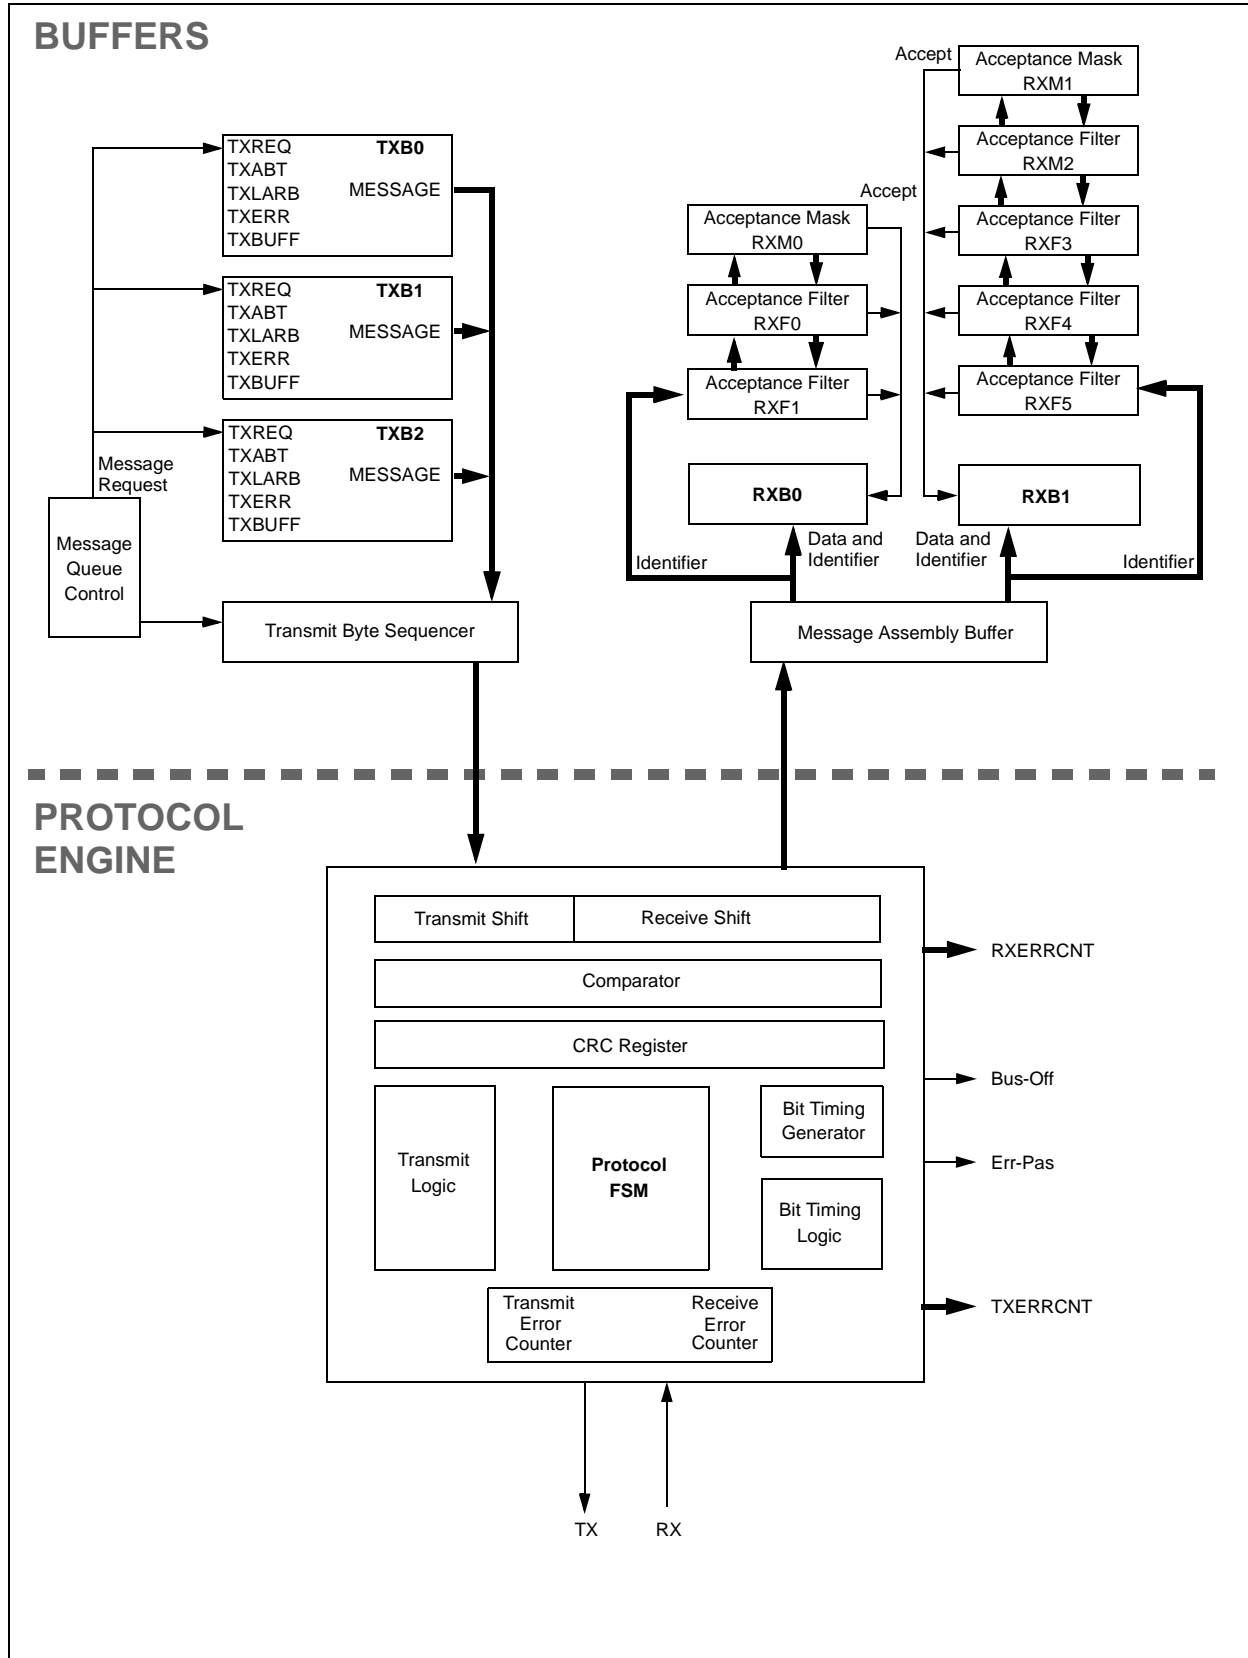 BUFFERS
TXREQ TXB0
TXABT
TXLARB MESSAGE
TXERR
TXBUFF
TXREQ TXB1
TXABT
TXLARB MESSAGE
TXERR
TXBUFF
TXREQ TXB2
TXABT
TXLARB MESSAGE
TXERR
TXBUFF
Message
Request
Message
Queue
Control
Transmit Byte Sequencer
Accept
Acceptance Mask
RXM0
Acceptance Filter
RXF0
Acceptance Filter
RXF1
RXB0
Identifier
Data and
Identifier
Accept
Acceptance Mask
RXM1
Acceptance Filter
RXM2
Acceptance Filter
RXF3
Acceptance Filter
RXF4
Acceptance Filter
RXF5
RXB1
Data and
Identifier
Identifier
Message Assembly Buffer
PROTOCOL
ENGINE
Transmit Shift
Receive Shift
Comparator
CRC Register
Transmit
Logic
Protocol
FSM
Bit Timing
Generator
Bit Timing
Logic
Transmit
Error
Counter
Receive
Error
Counter
RXERRCNT
Bus-Off
Err-Pas
TXERRCNT
TX
RX